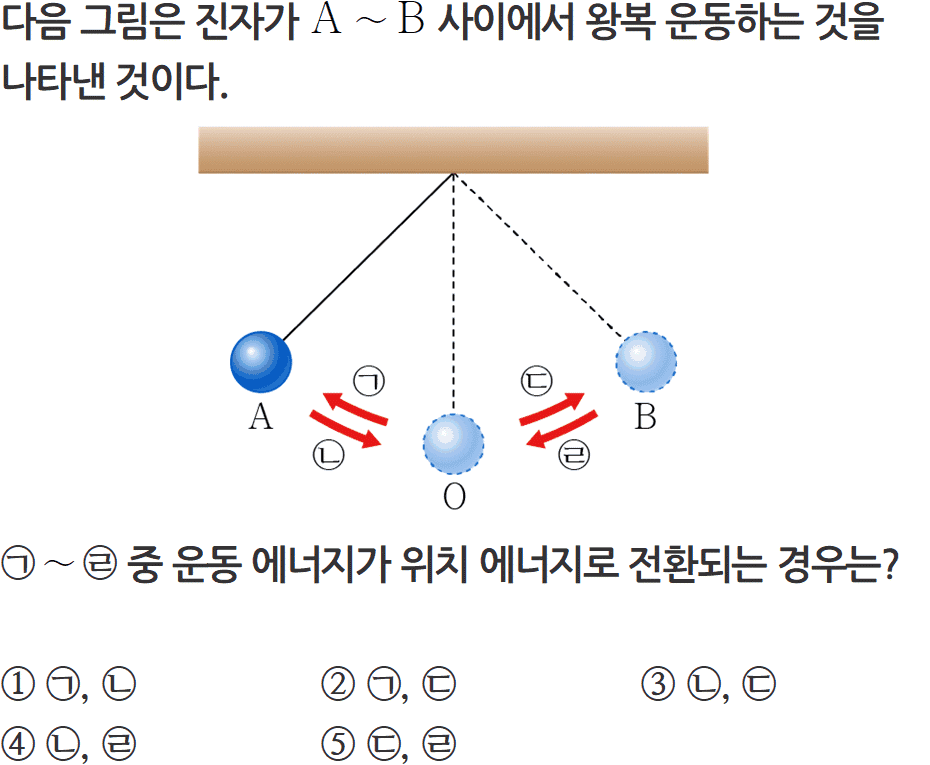 다음 그림은 진자가 A ~ B 사이에서 왕복 운동하는 것을
나타낸 것이다.
㉠ ㉢
A B
㉡ ㉣
O
㉠ ~ ㉣ 중 운동 에너지가 위치 에너지로 전환되는 경우는?
① ㉠, ㉡ ② ㉠, ㉢ ③ ㉡, ㉢
④ ㉡, ㉣ ⑤ ㉢, ㉣